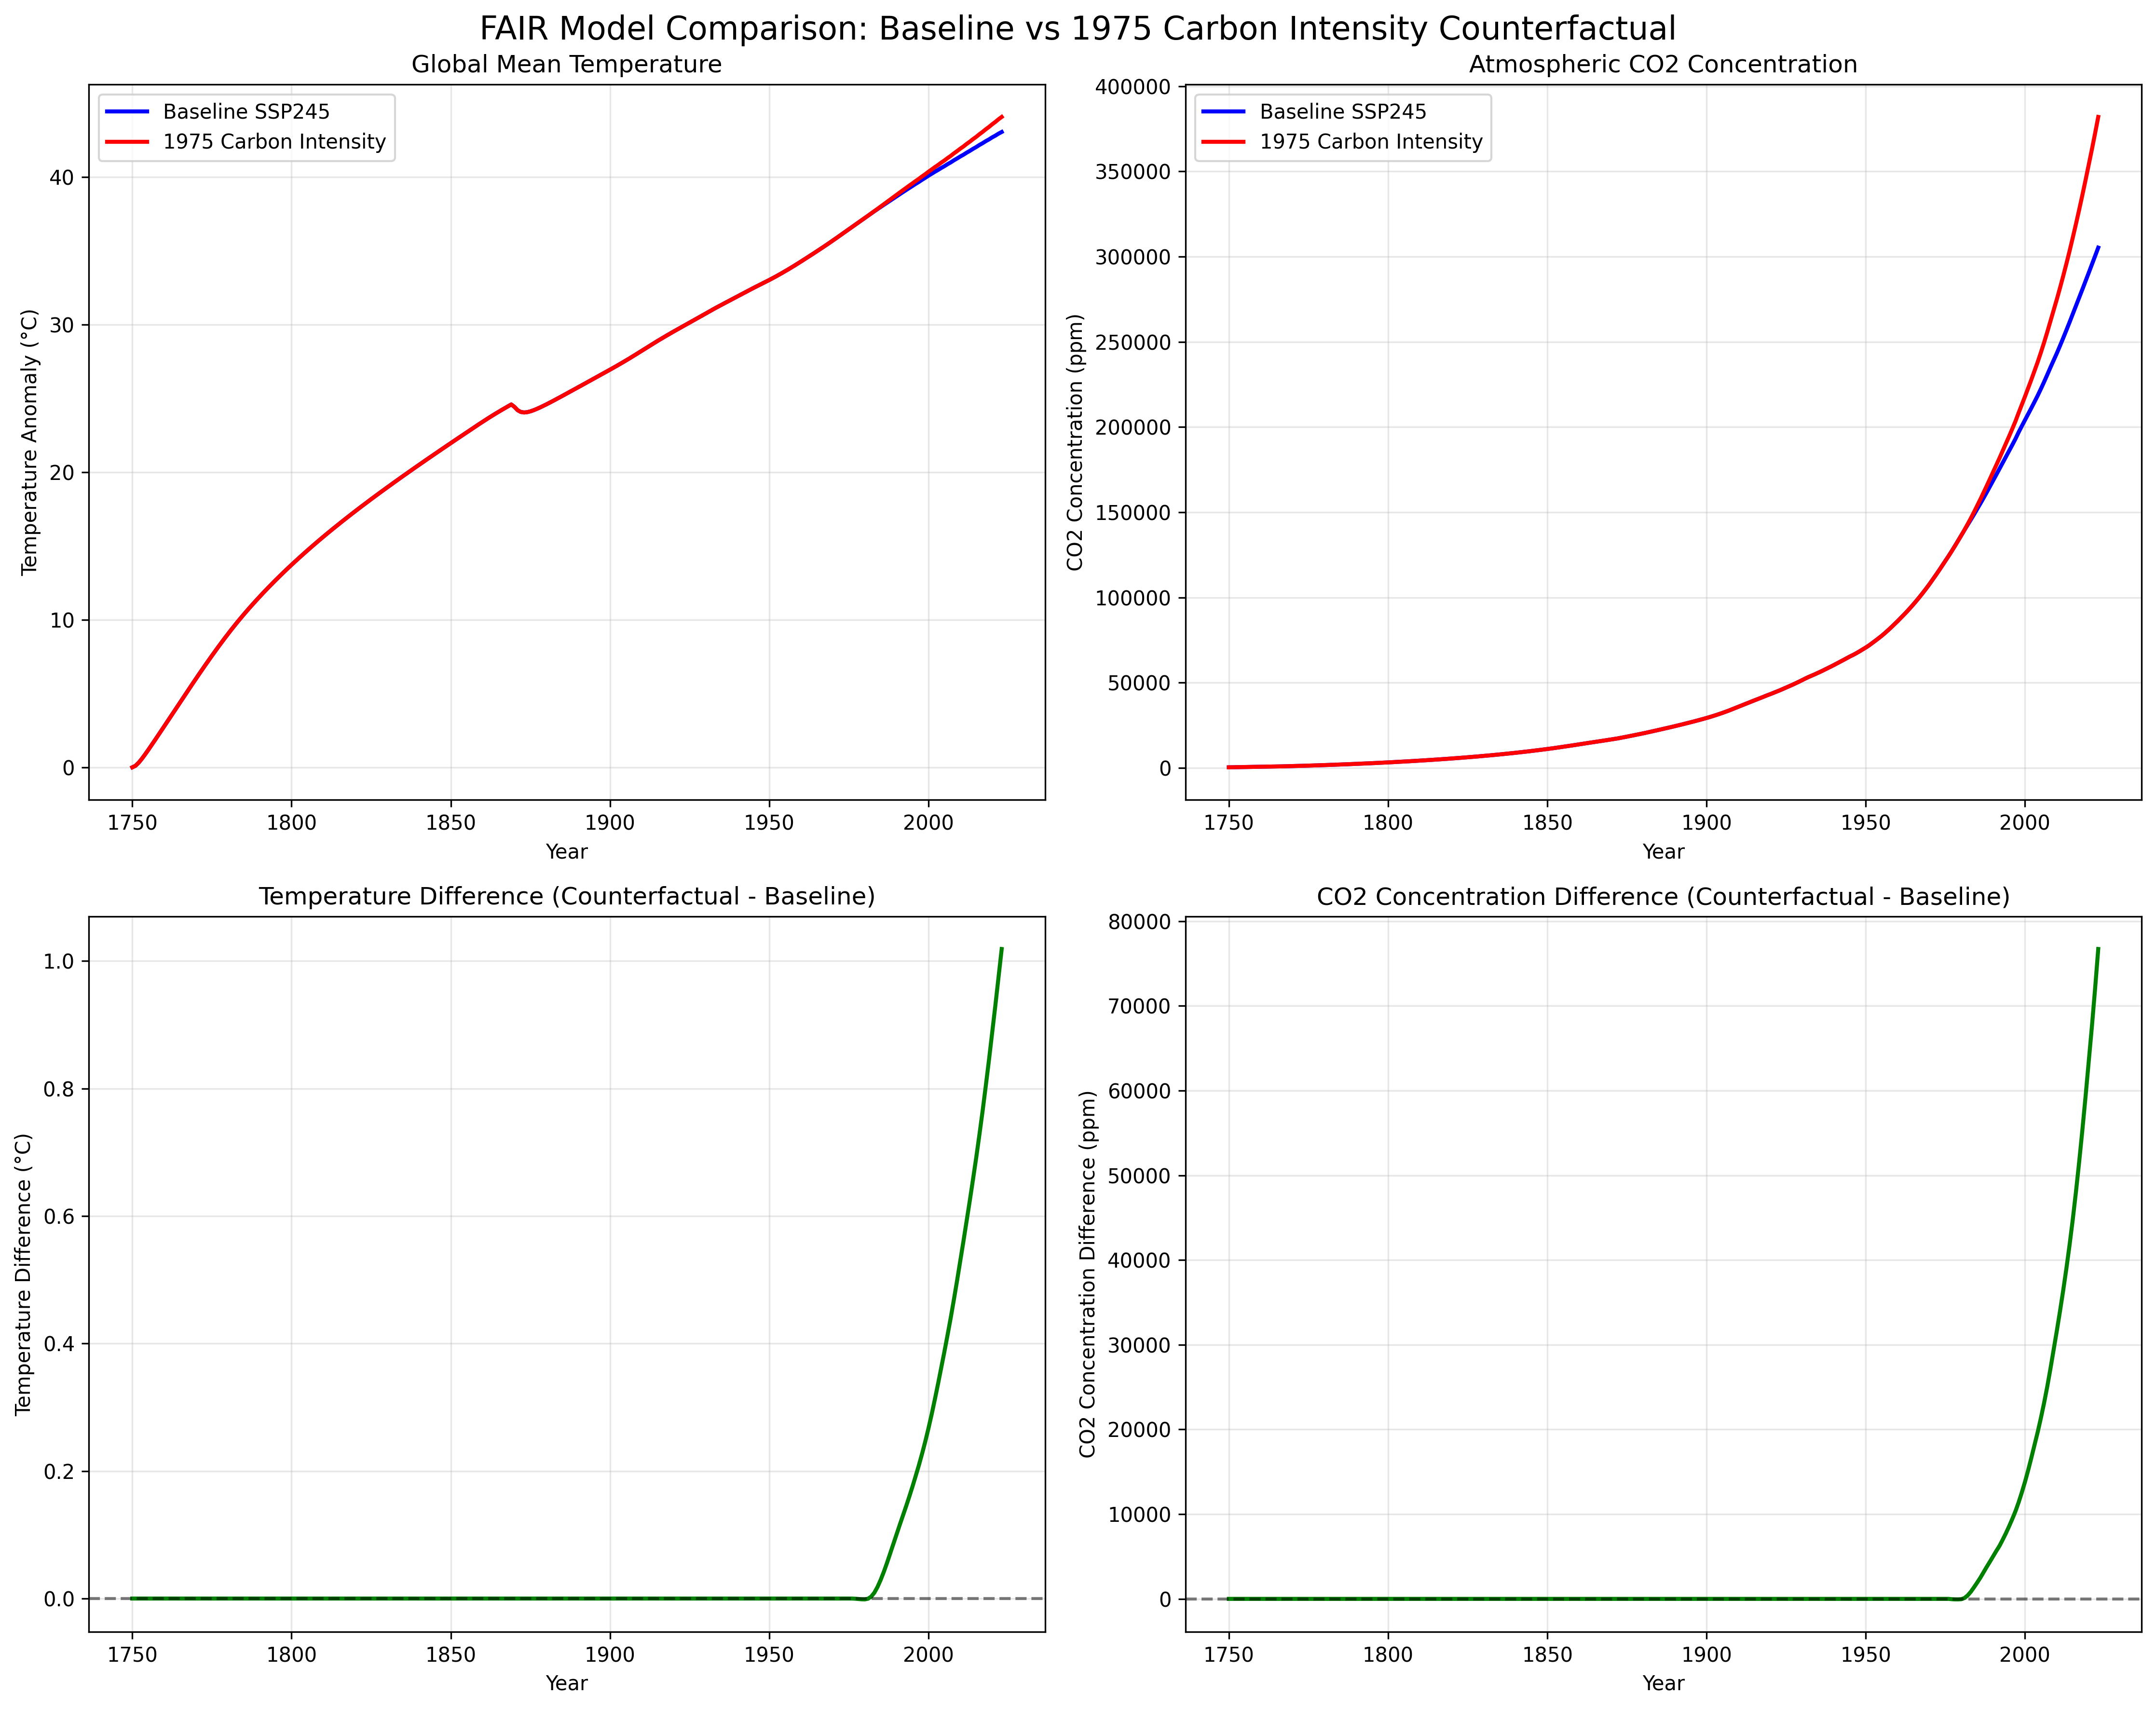 FAIR Model Comparison: Baseline vs 1975 Carbon Intensity Counterfactual
Global Mean Temperature
Baseline SSP245
1975 Carbon Intensity
Temperature Anomaly (°C)
40
30
20
10
0
1750 1800 1850 1900 1950 2000
Year
Atmospheric CO2 Concentration
Baseline SSP245
1975 Carbon Intensity
CO2 Concentration (ppm)
400000
350000
300000
250000
200000
150000
100000
50000
0
1750 1800 1850 1900 1950 2000
Year
Temperature Difference (Counterfactual - Baseline)
Temperature Difference (°C)
1.0
0.8
0.6
0.4
0.2
0.0
1750 1800 1850 1900 1950 2000
Year
CO2 Concentration Difference (Counterfactual - Baseline)
CO2 Concentration Difference (ppm)
80000
70000
60000
50000
40000
30000
20000
10000
0
1750 1800 1850 1900 1950 2000
Year